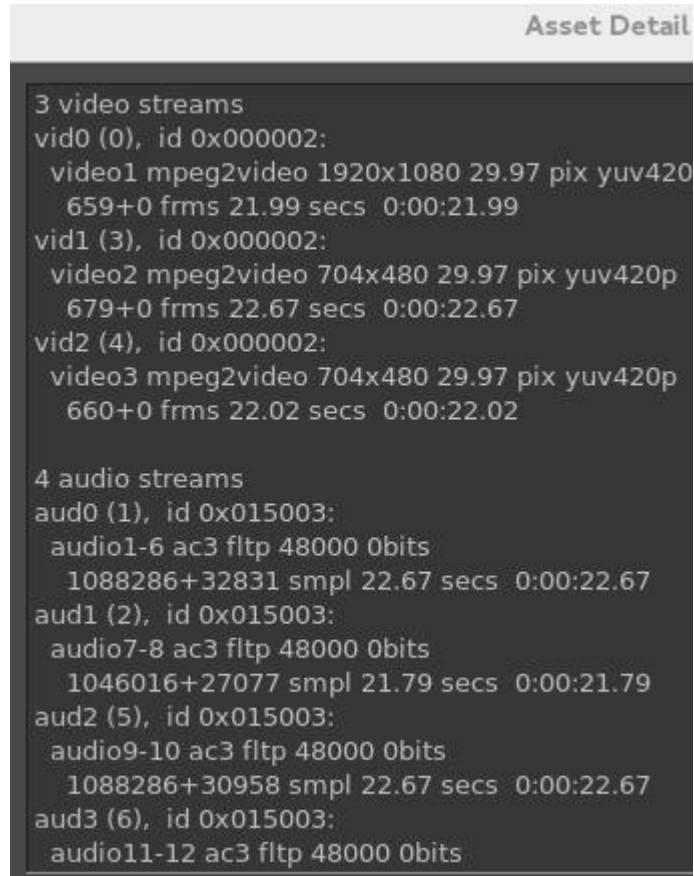 Asset Detail
3 video streams
vid0 (0),  id 0x000002:
video1 mpeg2video 1920x1080 29.97 pix yuv420
659+0 frms 21.99 secs  0:00:21.99
vid1 (3),  id 0x000002:
video2 mpeg2video 704x480 29.97 pix yuv420p
679+0 frms 22.67 secs  0:00:22.67
vid2 (4),  id 0x000002:
video3 mpeg2video 704x480 29.97 pix yuv420p
660+0 frms 22.02 secs  0:00:22.02
4 audio streams
aud0 (1),  id 0x015003:
audio1-6 ac3 fltp 48000 0bits
1088286+32831 smpl 22.67 secs  0:00:22.67
aud1 (2),  id 0x015003:
audio7-8 ac3 fltp 48000 0bits
1046016+27077 smpl 21.79 secs  0:00:21.79
aud2 (5),  id 0x015003:
audio9-10 ac3 fltp 48000 0bits
1088286+30958 smpl 22.67 secs  0:00:22.67
aud3 (6),  id 0x015003:
audio11-12 ac3 fltp 48000 0bits